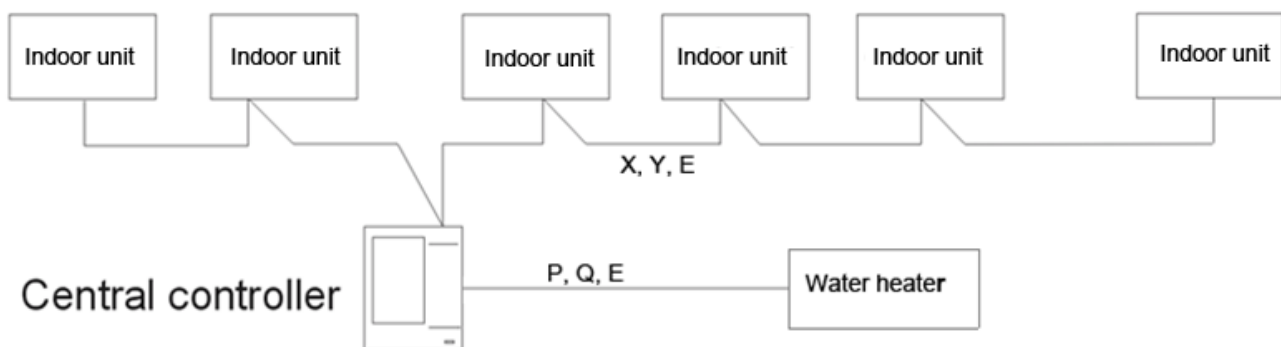 Indoor unit
Indoor unit
Indoor unit
Indoor unit
Indoor unit
Indoor unit
X, Y, E
P, Q, E
Central controller
Water heater